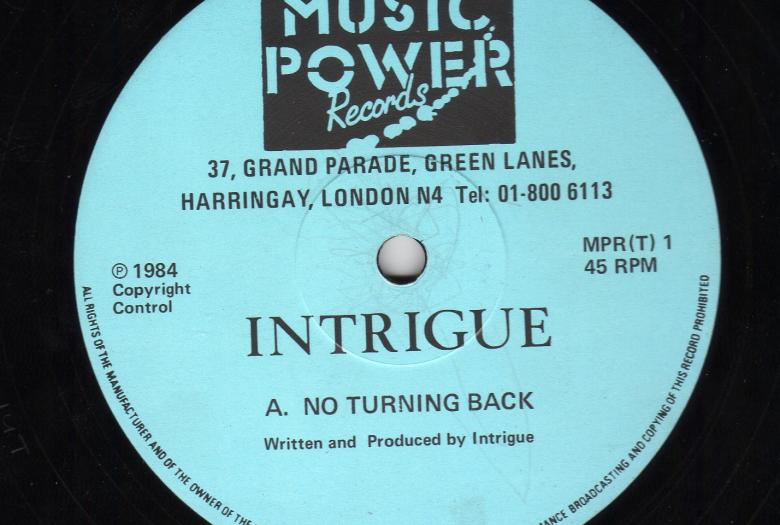 MUSIC
POWER
Records
37, GRAND PARADE, GREEN LANES,
HARRINGAY, LONDON N4 Tel: 01-800 6113
MPR(T) 1
45 RPM
℗ 1984
Copyright
Control
INTRIGUE
A. NO TURNING BACK
Written and Produced by Intrigue
ALL RIGHTS OF THE MANUFACTURER AND OF THE OWNER OF THE
ANCE BROADCASTING AND COPYING OF THIS RECORD PROHIBITED